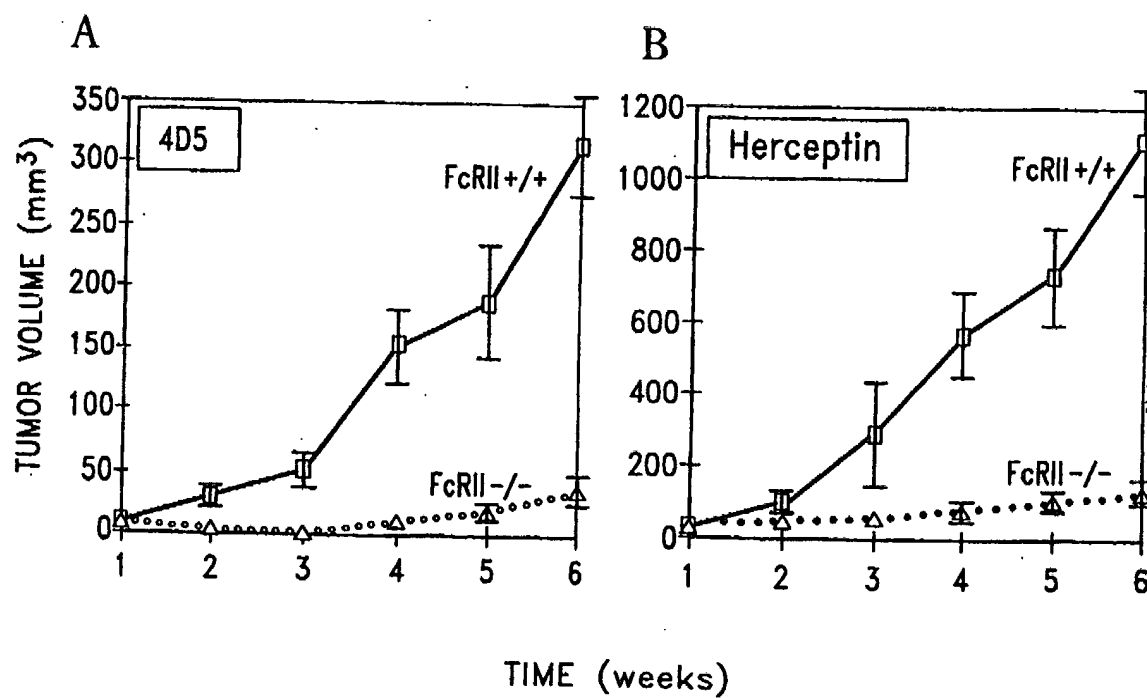 A
B
TUMOR VOLUME (mm³)
350
300
250
200
150
100
50
0
4D5
FcRII+/+
FcRII-/-
1 2 3 4 5 6
1200
1000
800
600
400
200
0
Herceptin
FcRII+/+
FcRII-/-
1 2 3 4 5 6
TIME (weeks)